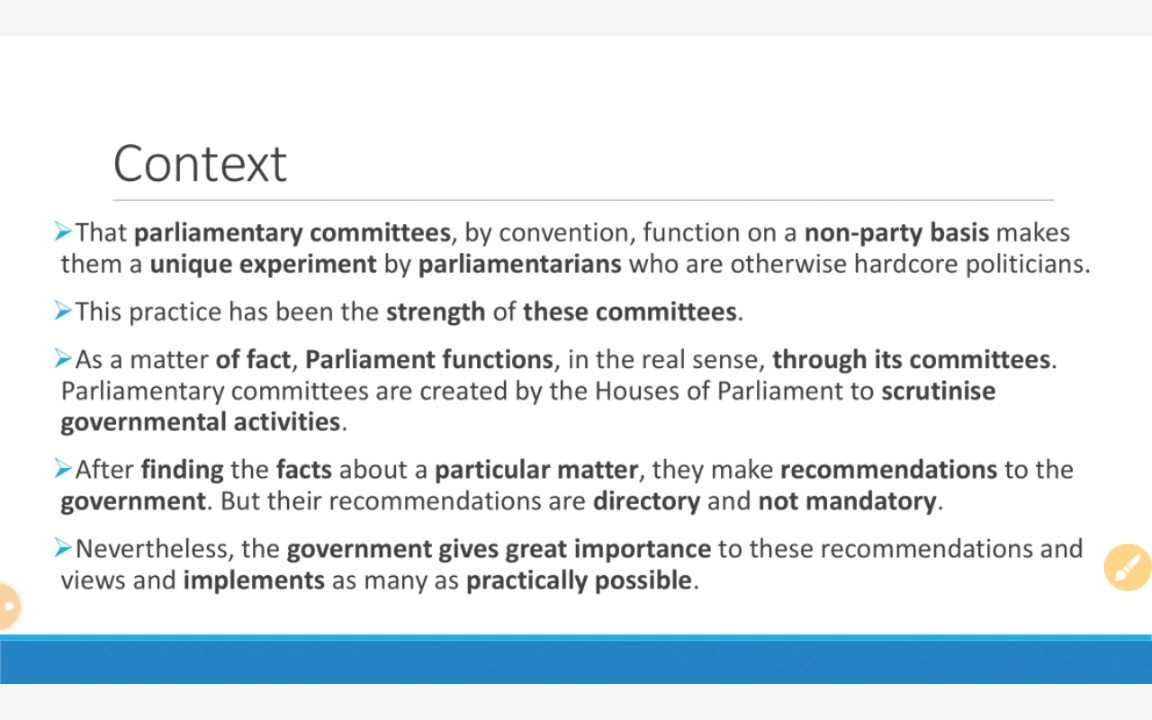 Context
➢That parliamentary committees, by convention, function on a non-party basis makes
them a unique experiment by parliamentarians who are otherwise hardcore politicians.
➢This practice has been the strength of these committees.
➢As a matter of fact, Parliament functions, in the real sense, through its committees.
Parliamentary committees are created by the Houses of Parliament to scrutinise
governmental activities.
➢After finding the facts about a particular matter, they make recommendations to the
government. But their recommendations are directory and not mandatory.
➢Nevertheless, the government gives great importance to these recommendations and
views and implements as many as practically possible.